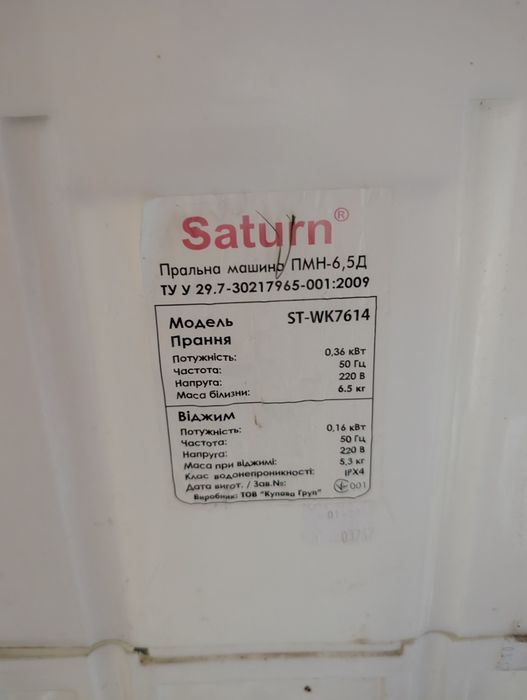 Saturn®
Пральна машина ПМН-6,5Д
ТУ У 29.7-30217965-001:2009
Модель ST-WK7614
Прання
Потужність: 0,36 кВт
Частота: 50 Гц
Напруга: 220 В
Маса білизни: 6.5 кг
Віджим
Потужність: 0,16 кВт
Частота: 50 Гц
Напруга: 220 В
Маса при віджимі: 5,3 кг
Клас водонепроникності: IPX4
Дата вигот. / Зав.№: 001
Виробник: ТОВ "Купава Груп"